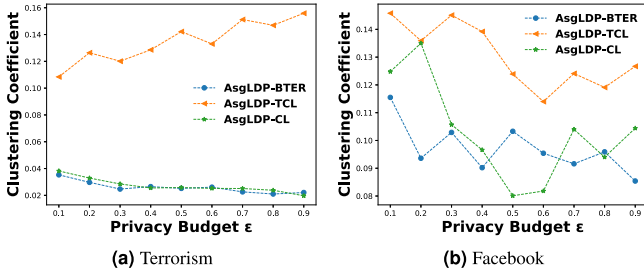 Clustering Coefficient
0.16
0.14
0.12
0.10
0.08
0.06
0.04
0.02
AsgLDP-BTER
AsgLDP-TCL
AsgLDP-CL
0.1 0.2 0.3 0.4 0.5 0.6 0.7 0.8 0.9
Privacy Budget ε
(a) Terrorism
Clustering Coefficient
0.14
0.13
0.12
0.11
0.10
0.09
0.08
AsgLDP-BTER
AsgLDP-TCL
AsgLDP-CL
0.1 0.2 0.3 0.4 0.5 0.6 0.7 0.8 0.9
Privacy Budget ε
(b) Facebook